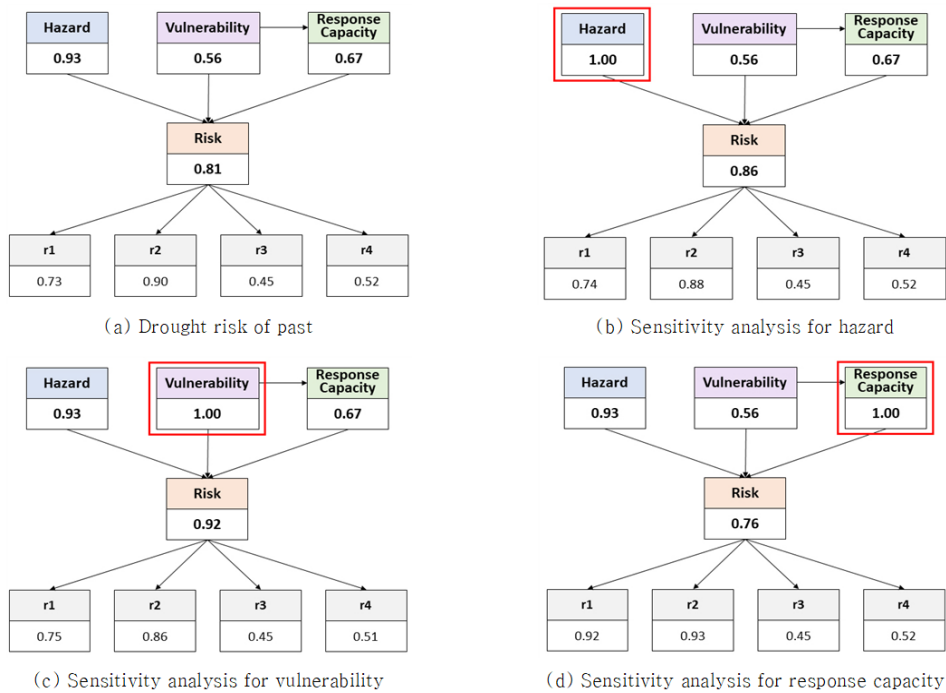 Hazard Vulnerability Response Capacity
0.93 0.56 0.67
Risk
0.81
r1 r2 r3 r4
0.73 0.90 0.45 0.52
(a) Drought risk of past
Hazard Vulnerability Response Capacity
1.00 0.56 0.67
Risk
0.86
r1 r2 r3 r4
0.74 0.88 0.45 0.52
(b) Sensitivity analysis for hazard
Hazard Vulnerability Response Capacity
0.93 1.00 0.67
Risk
0.92
r1 r2 r3 r4
0.75 0.86 0.45 0.51
(c) Sensitivity analysis for vulnerability
Hazard Vulnerability Response Capacity
0.93 0.56 1.00
Risk
0.76
r1 r2 r3 r4
0.92 0.93 0.45 0.52
(d) Sensitivity analysis for response capacity